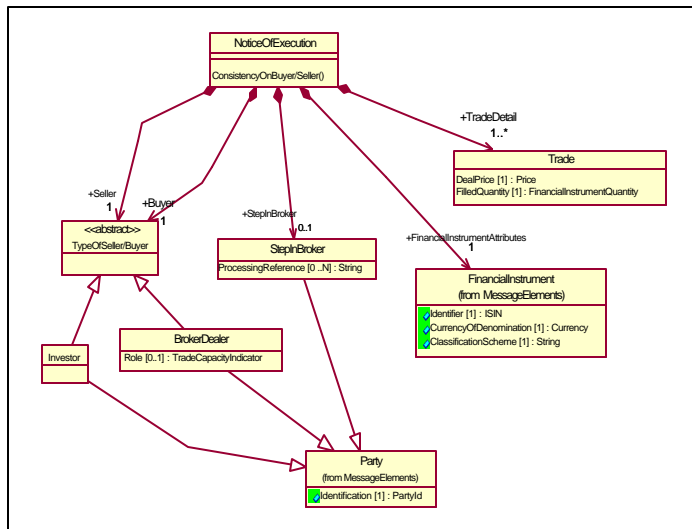 NoticeOfExecution
ConsistencyOnBuyer/Seller()
+TradeDetail
1..*
Trade
DealPrice [1] : Price
FilledQuantity [1] : FinancialInstrumentQuantity
+Seller
1
+Buyer
1
+StepInBroker
0..1
+FinancialInstrumentAttributes
1
<<abstract>>
TypeOfSeller/Buyer
StepInBroker
ProcessingReference [0 ..N] : String
FinancialInstrument
(from MessageElements)
Identifier [1] : ISIN
CurrencyOfDenomination [1] : Currency
ClassificationScheme [1] : String
BrokerDealer
Role [0..1] : TradeCapacityIndicator
Investor
Party
(from MessageElements)
Identification [1] : PartyId